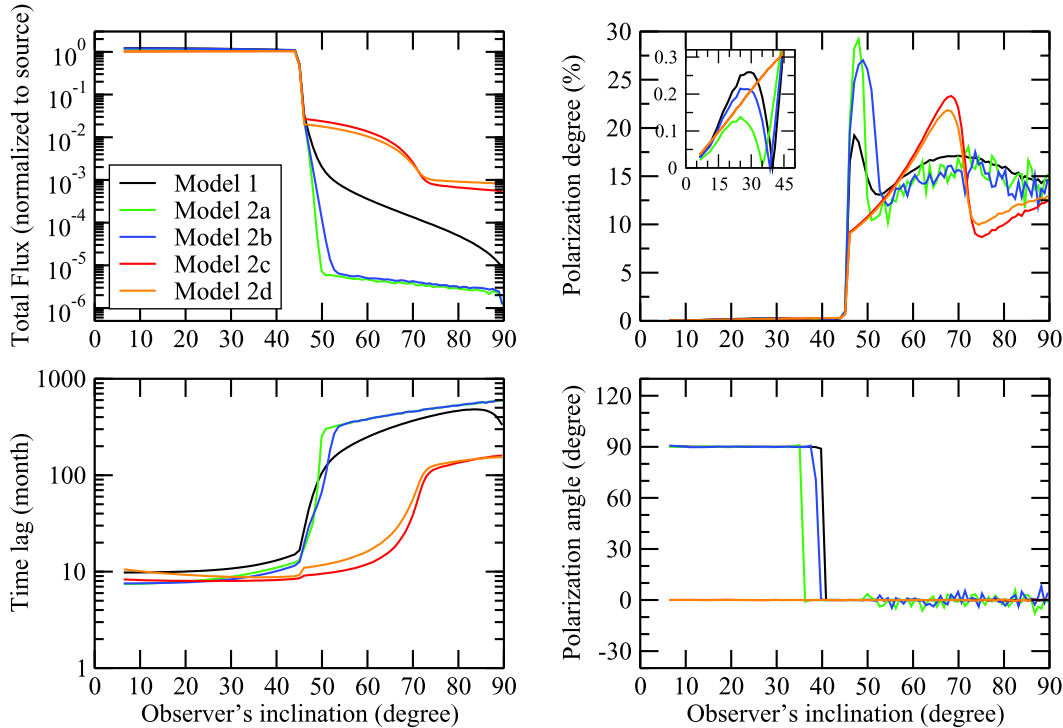 Total Flux (normalized to source)
10^0
10^-1
10^-2
10^-3
10^-4
10^-5
10^-6
Model 1
Model 2a
Model 2b
Model 2c
Model 2d
0 10 20 30 40 50 60 70 80 90
Polarization degree (%)
30
25
20
15
10
5
0
0.3
0.2
0.1
0
0 15 30 45
0 10 20 30 40 50 60 70 80 90
Time lag (month)
1000
100
10
1
0 10 20 30 40 50 60 70 80 90
Observer's inclination (degree)
Polarization angle (degree)
120
90
60
30
0
-30
0 10 20 30 40 50 60 70 80 90
Observer's inclination (degree)